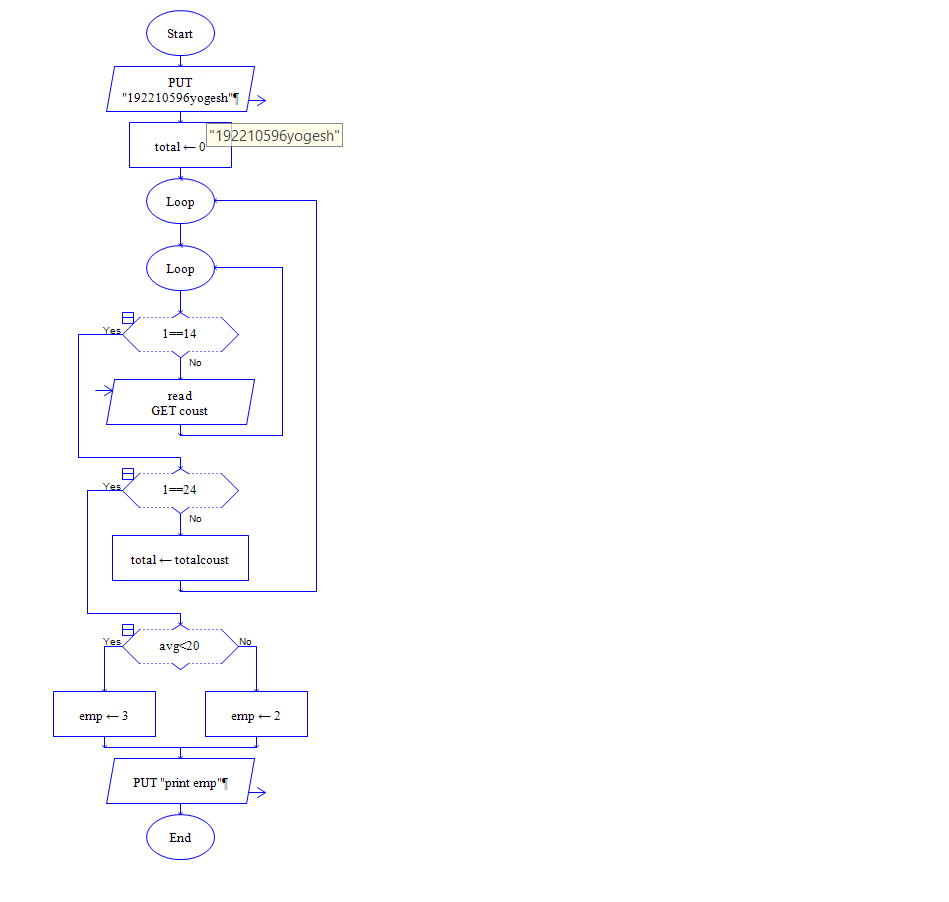 Start
PUT
"192210596yogesh"¶
"192210596yogesh"
total ← 0
Loop
Loop
Yes
1==14
No
read
GET coust
Yes
1==24
No
total ← totalcoust
Yes
avg<20
No
emp ← 3
emp ← 2
PUT "print emp"¶
End